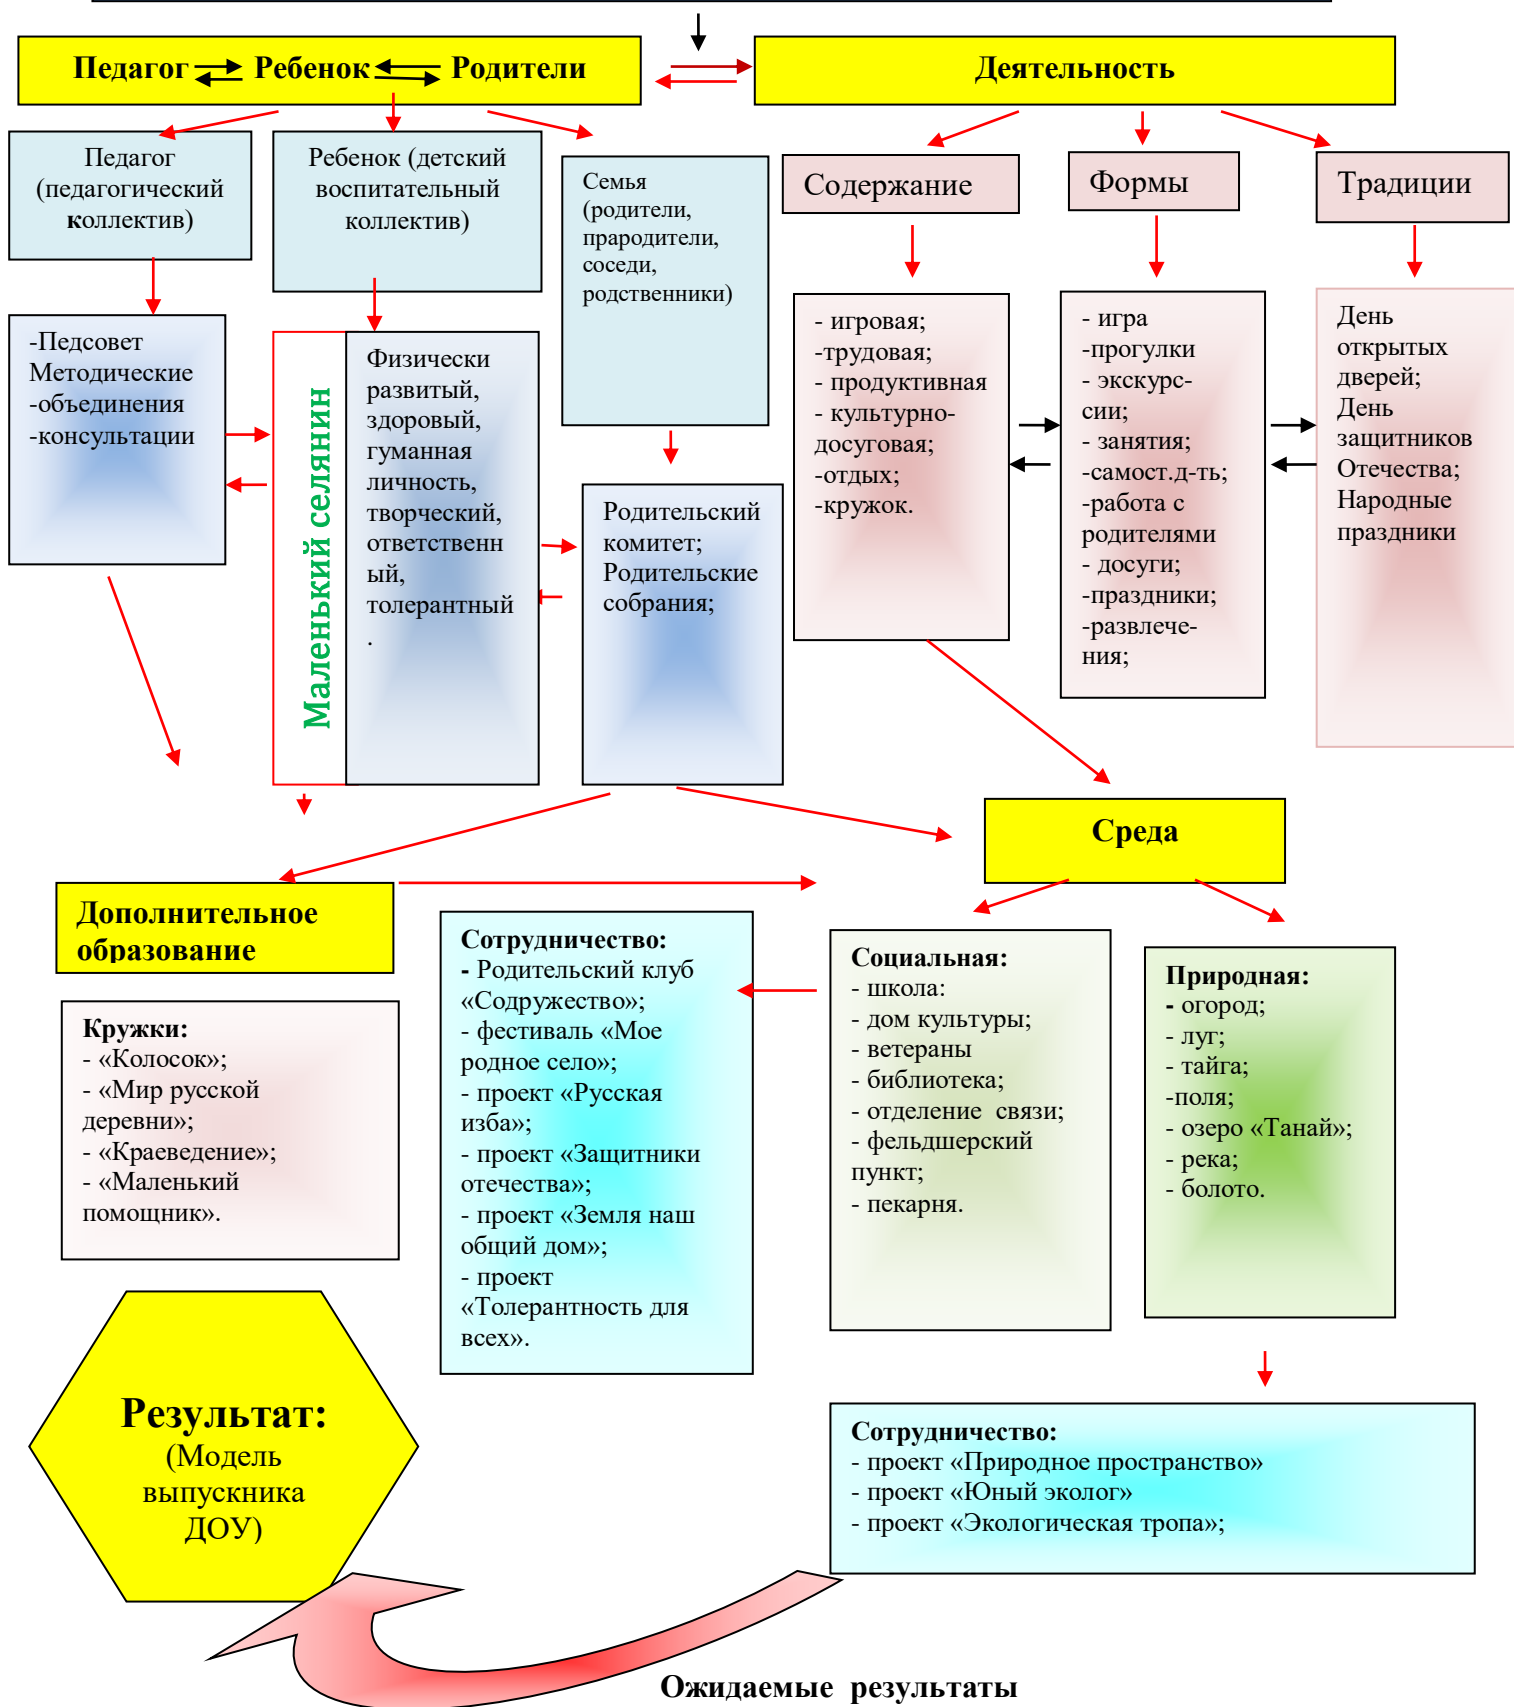 Педагог Ребенок Родители
Деятельность
Педагог
(педагогический
коллектив)
Ребенок (детский
воспитательный
коллектив)
Семья
(родители,
прародители,
соседи,
родственники)
Содержание
Формы
Традиции
-Педсовет
Методические
-объединения
-консультации
Маленький селянин
Физически
развитый,
здоровый,
гуманная
личность,
творческий,
ответственн
ый,
толерантный
.
Родительский
комитет;
Родительские
собрания;
- игровая;
-трудовая;
- продуктивная
- культурно-
досуговая;
-отдых;
-кружок.
- игра
-прогулки
- экскурс-
сии;
- занятия;
-самост.д-ть;
-работа с
родителями
- досуги;
-праздники;
-развлече-
ния;
День
открытых
дверей;
День
защитников
Отечества;
Народные
праздники
Среда
Дополнительное
образование
Кружки:
- «Колосок»;
- «Мир русской
деревни»;
- «Краеведение»;
- «Маленький
помощник».
Сотрудничество:
- Родительский клуб
«Содружество»;
- фестиваль «Мое
родное село»;
- проект «Русская
изба»;
- проект «Защитники
отечества»;
- проект «Земля наш
общий дом»;
- проект
«Толерантность для
всех».
Социальная:
- школа:
- дом культуры;
- ветераны
- библиотека;
- отделение связи;
- фельдшерский
пункт;
- пекарня.
Природная:
- огород;
- луг;
- тайга;
-поля;
- озеро «Танай»;
- река;
- болото.
Результат:
(Модель
выпускника
ДОУ)
Сотрудничество:
- проект «Природное пространство»
- проект «Юный эколог»
- проект «Экологическая тропа»;
Ожидаемые результаты